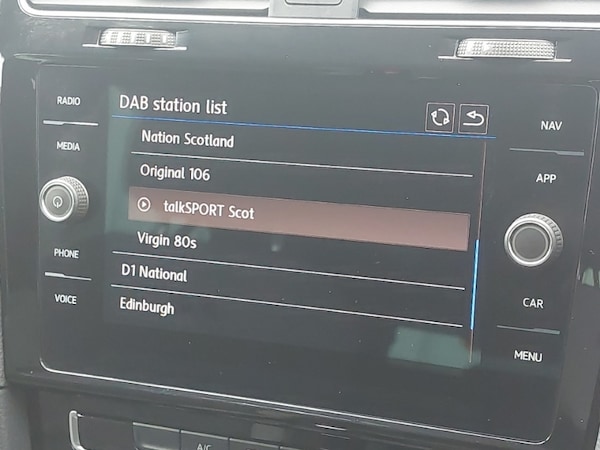 RADIO
MEDIA
PHONE
VOICE
DAB station list
Nation Scotland
Original 106
talkSPORT Scot
Virgin 80s
D1 National
Edinburgh
NAV
APP
CAR
MENU
A/C